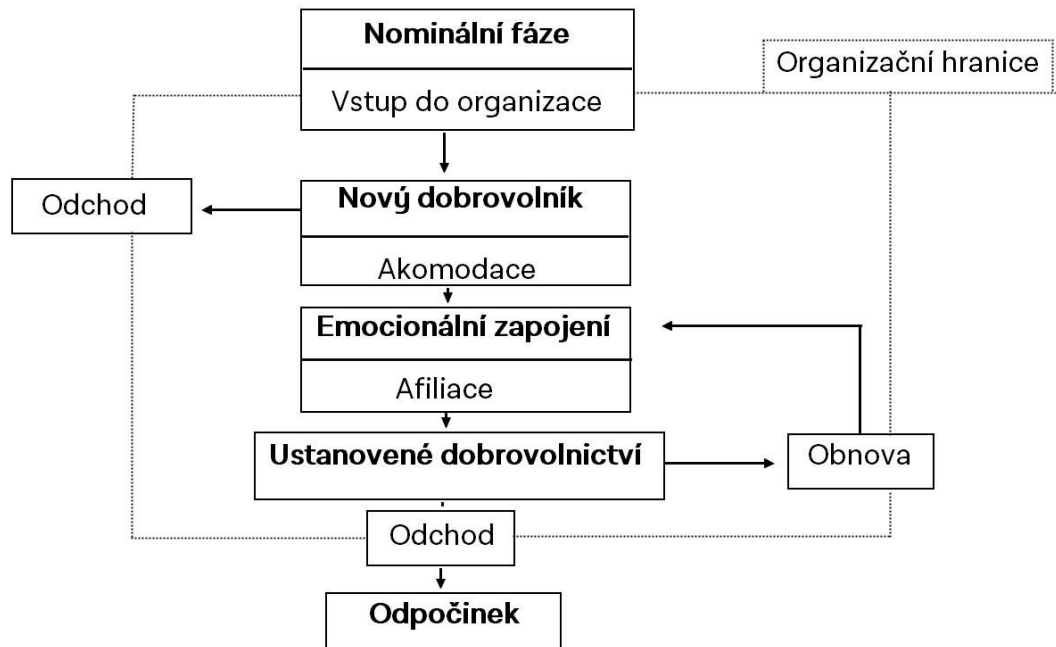 Nominální fáze
Organizační hranice
Vstup do organizace
Nový dobrovolník
Odchod
Akomodace
Emocionální zapojení
Afiliace
Ustanovené dobrovolnictví
Obnova
Odchod
Odpočinek